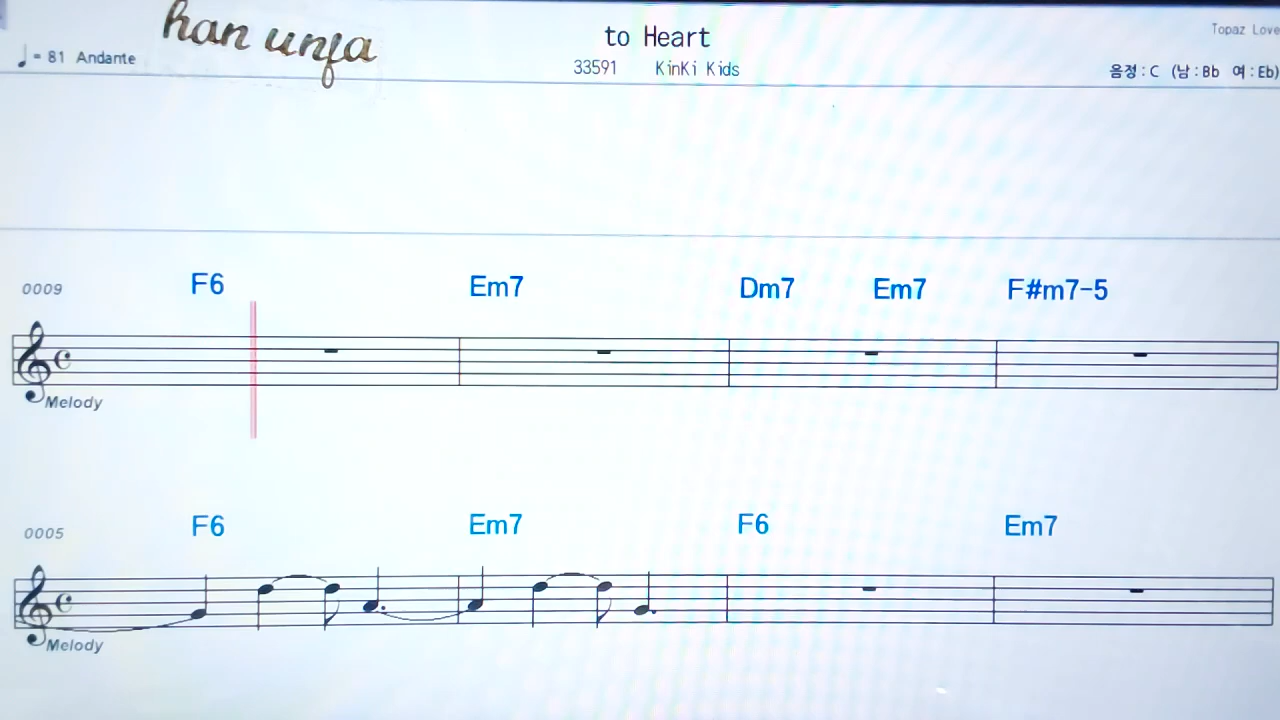 han unfa
to Heart
Topaz Love
♩= 81 Andante
33591 KinKi Kids
음정 : C (남 : Bb 여 : Eb)
0009 F6 Em7 Dm7 Em7 F#m7-5
Melody
0005 F6 Em7 F6 Em7
Melody